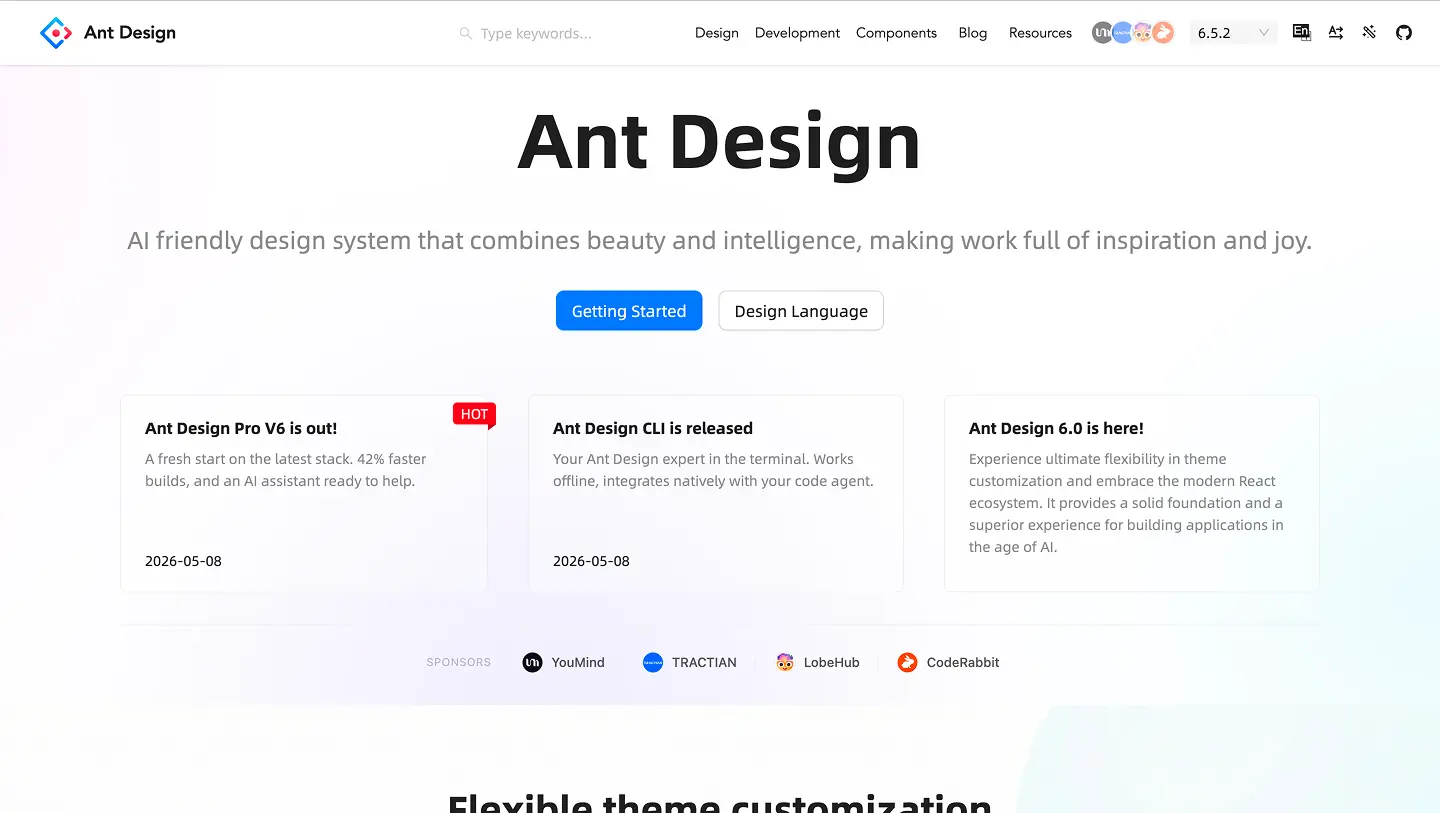 Ant Design
Type keywords...
Design Development Components Blog Resources
6.5.2
En
Ant Design
AI friendly design system that combines beauty and intelligence, making work full of inspiration and joy.
Getting Started
Design Language
HOT
Ant Design Pro V6 is out!
A fresh start on the latest stack. 42% faster
builds, and an AI assistant ready to help.
2026-05-08
Ant Design CLI is released
Your Ant Design expert in the terminal. Works
offline, integrates natively with your code agent.
2026-05-08
Ant Design 6.0 is here!
Experience ultimate flexibility in theme
customization and embrace the modern React
ecosystem. It provides a solid foundation and a
superior experience for building applications in
the age of AI.
SPONSORS
YouMind
TRACTIAN
LobeHub
CodeRabbit
Flexible theme customization